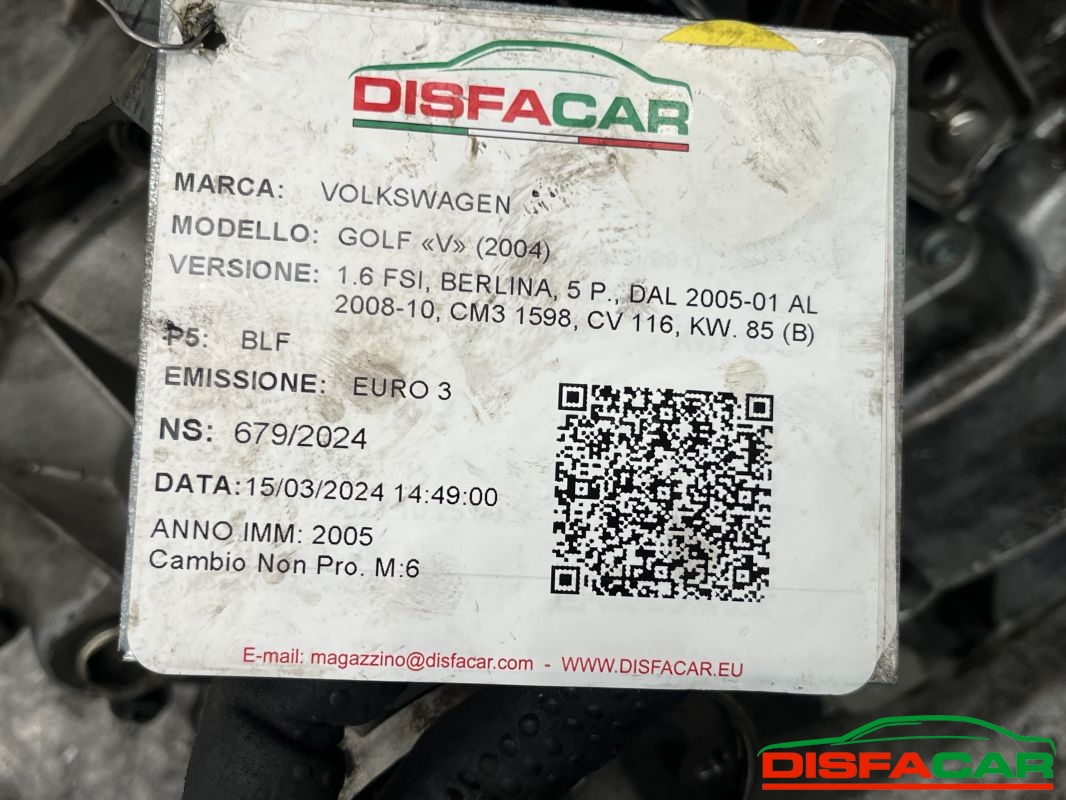 DISFACAR
MARCA: VOLKSWAGEN
MODELLO: GOLF «V» (2004)
VERSIONE: 1.6 FSI, BERLINA, 5 P., DAL 2005-01 AL
2008-10, CM3 1598, CV 116, KW. 85 (B)
P5: BLF
EMISSIONE: EURO 3
NS: 679/2024
DATA:15/03/2024 14:49:00
ANNO IMM: 2005
Cambio Non Pro. M:6
E-mail: magazzino@disfacar.com - WWW.DISFACAR.EU
DISFACAR